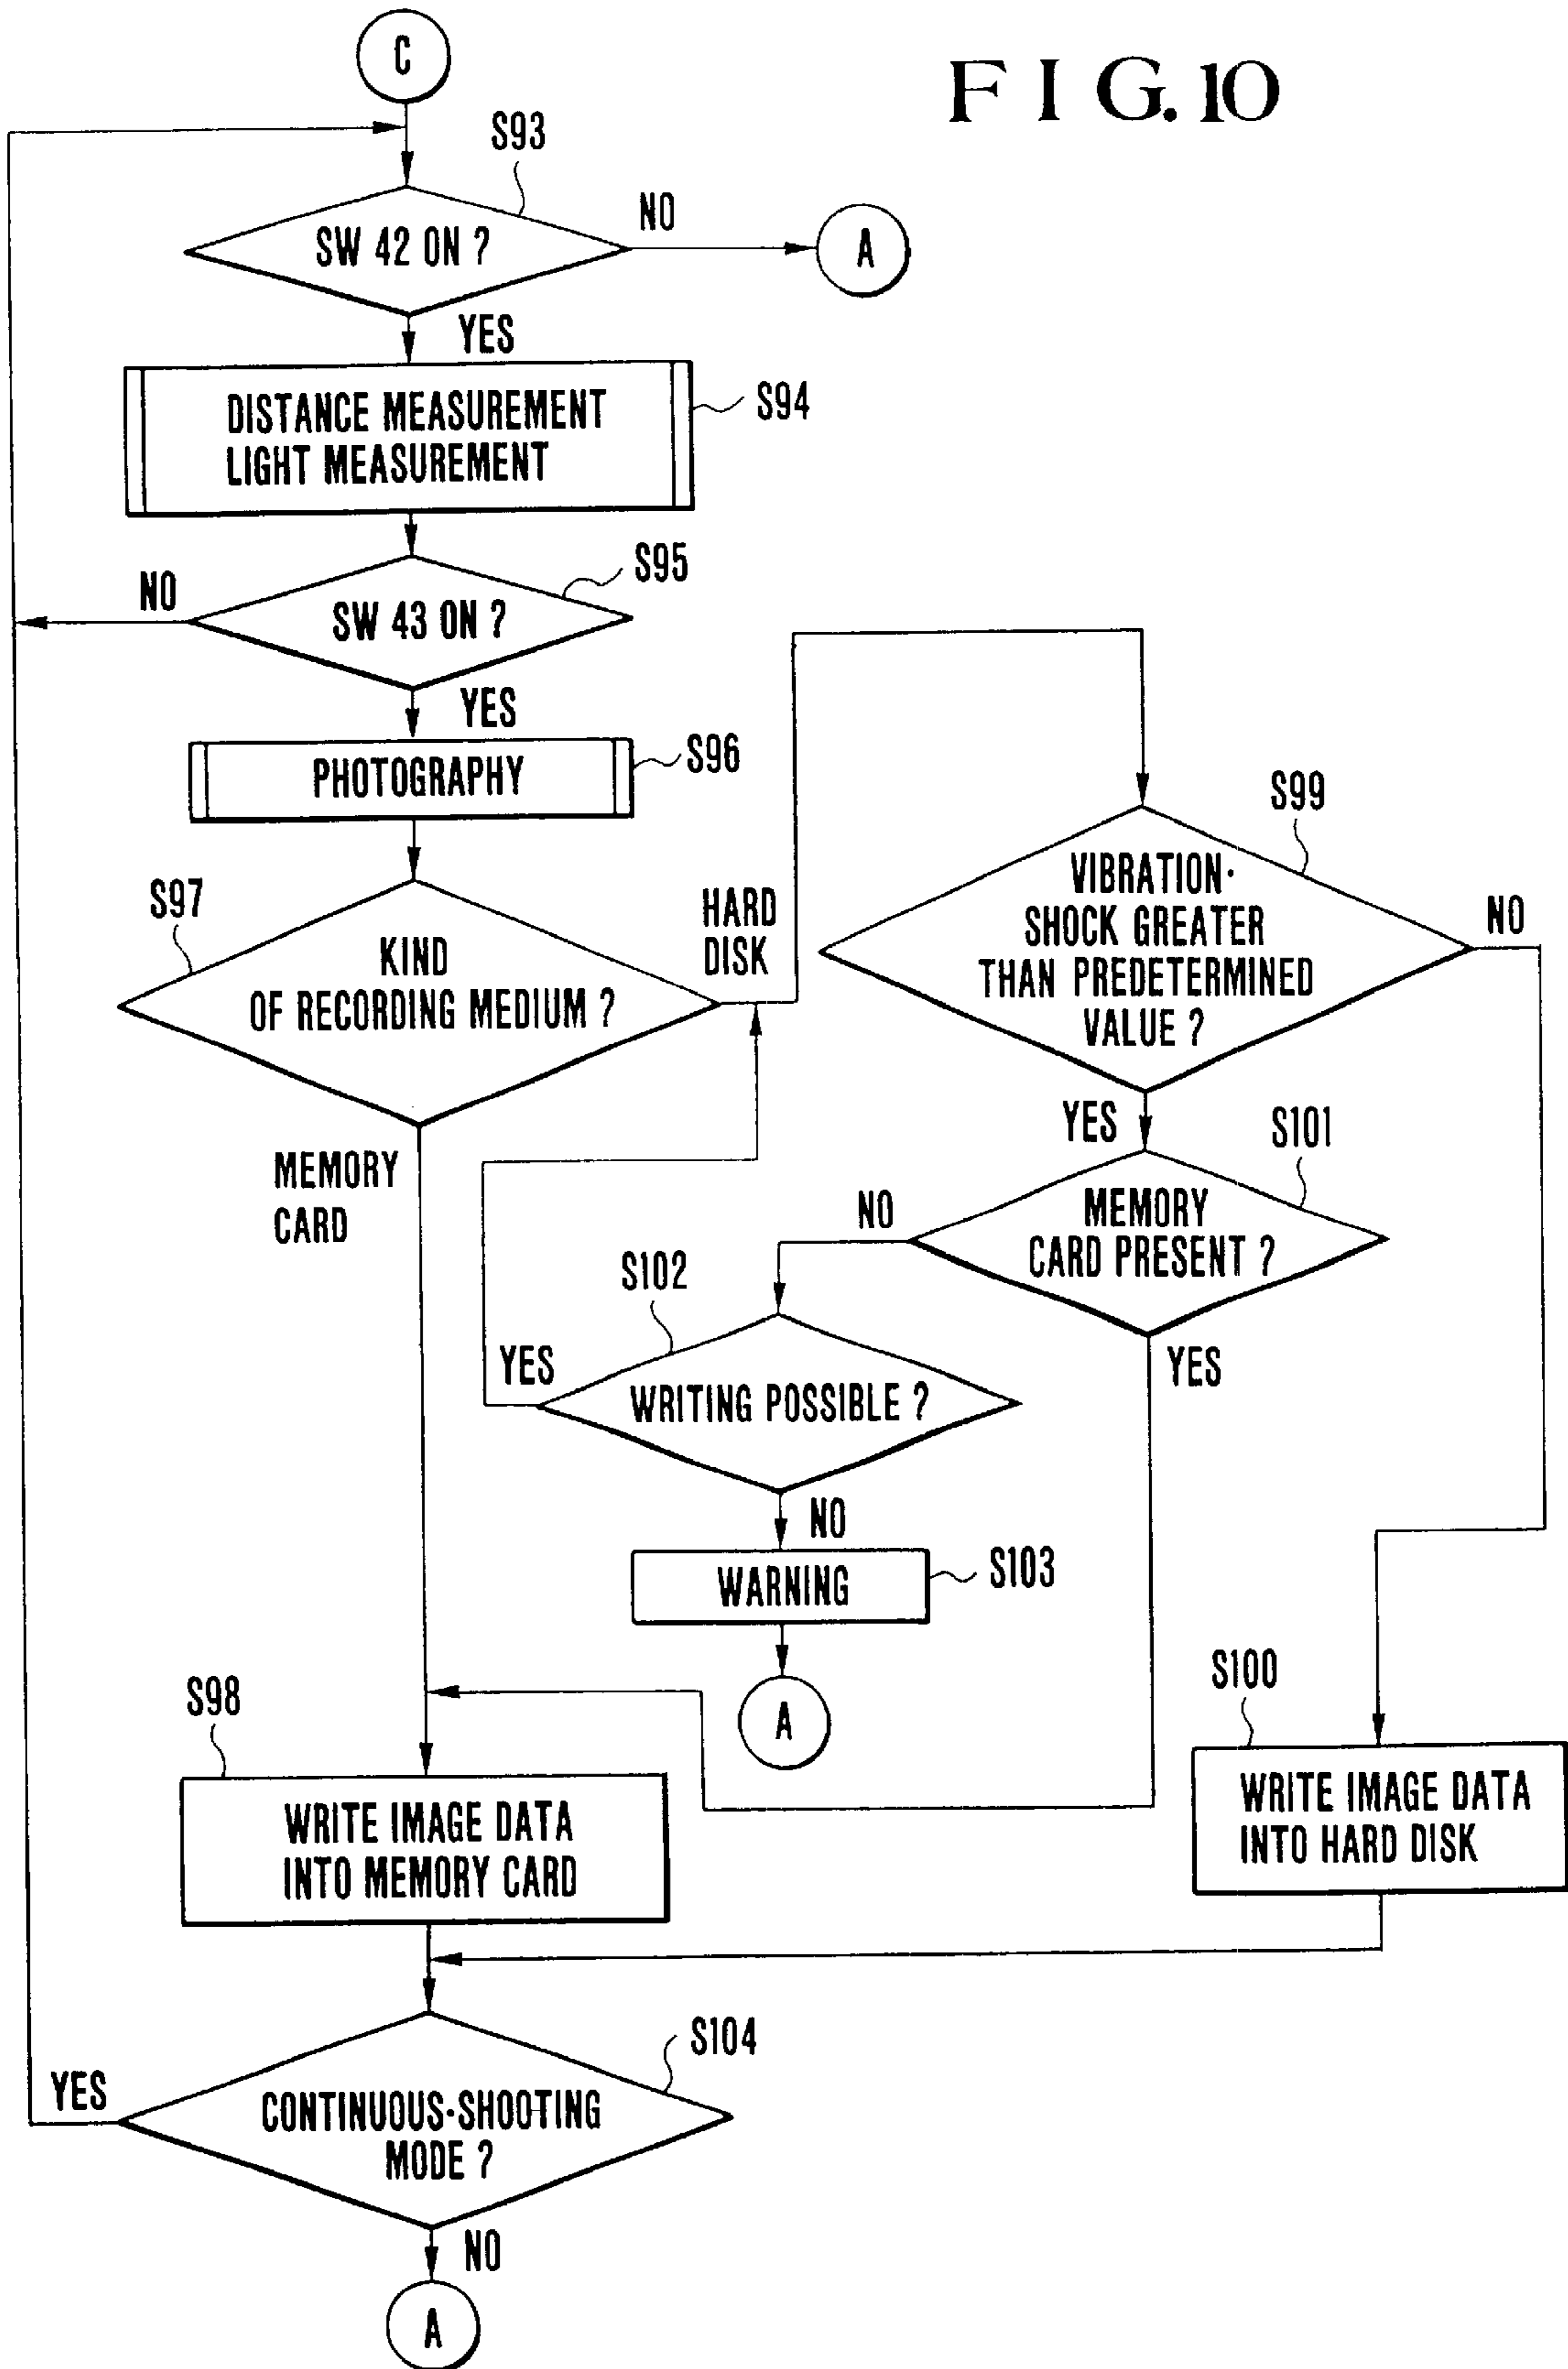 C
FIG.10
S93
SW 42 ON ?
NO
A
YES
DISTANCE MEASUREMENT
LIGHT MEASUREMENT
S94
S95
NO
SW 43 ON ?
YES
PHOTOGRAPHY
S96
S97
KIND
OF RECORDING MEDIUM ?
HARD
DISK
MEMORY
CARD
S99
VIBRATION·
SHOCK GREATER
THAN PREDETERMINED
VALUE ?
NO
YES
S101
MEMORY
CARD PRESENT ?
NO
YES
S102
WRITING POSSIBLE ?
YES
NO
WARNING
S103
A
S98
WRITE IMAGE DATA
INTO MEMORY CARD
S100
WRITE IMAGE DATA
INTO HARD DISK
S104
CONTINUOUS·SHOOTING
MODE ?
YES
NO
A